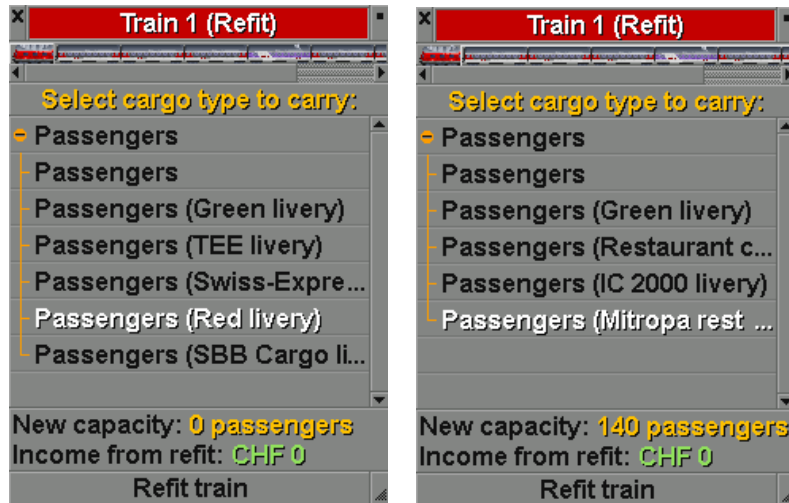 Train 1 (Refit)
Select cargo type to carry:
Passengers
Passengers
Passengers (Green livery)
Passengers (TEE livery)
Passengers (Swiss-Expre...
Passengers (Red livery)
Passengers (SBB Cargo li...
New capacity: 0 passengers
Income from refit: CHF 0
Refit train
Train 1 (Refit)
Select cargo type to carry:
Passengers
Passengers
Passengers (Green livery)
Passengers (Restaurant c...
Passengers (IC 2000 livery)
Passengers (Mitropa rest ...
New capacity: 140 passengers
Income from refit: CHF 0
Refit train